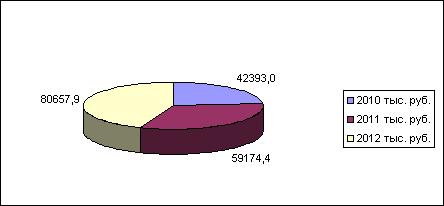 42393,0
80657,9
59174,4
2010 тыс. руб.
2011 тыс. руб.
2012 тыс. руб.